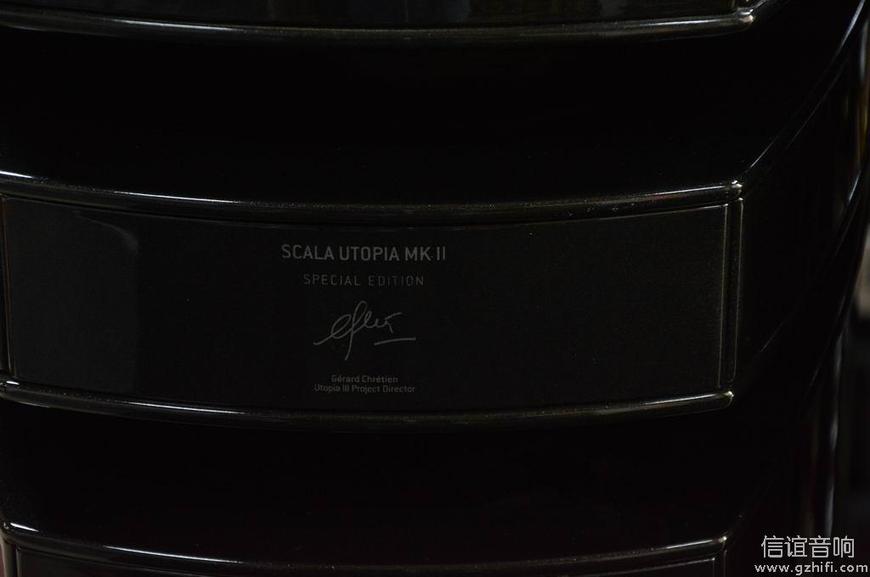 SCALA UTOPIA MK II
SPECIAL EDITION
Gérard Chrétien
Utopia III Project Director
信谊音响
www.gzhifi.com